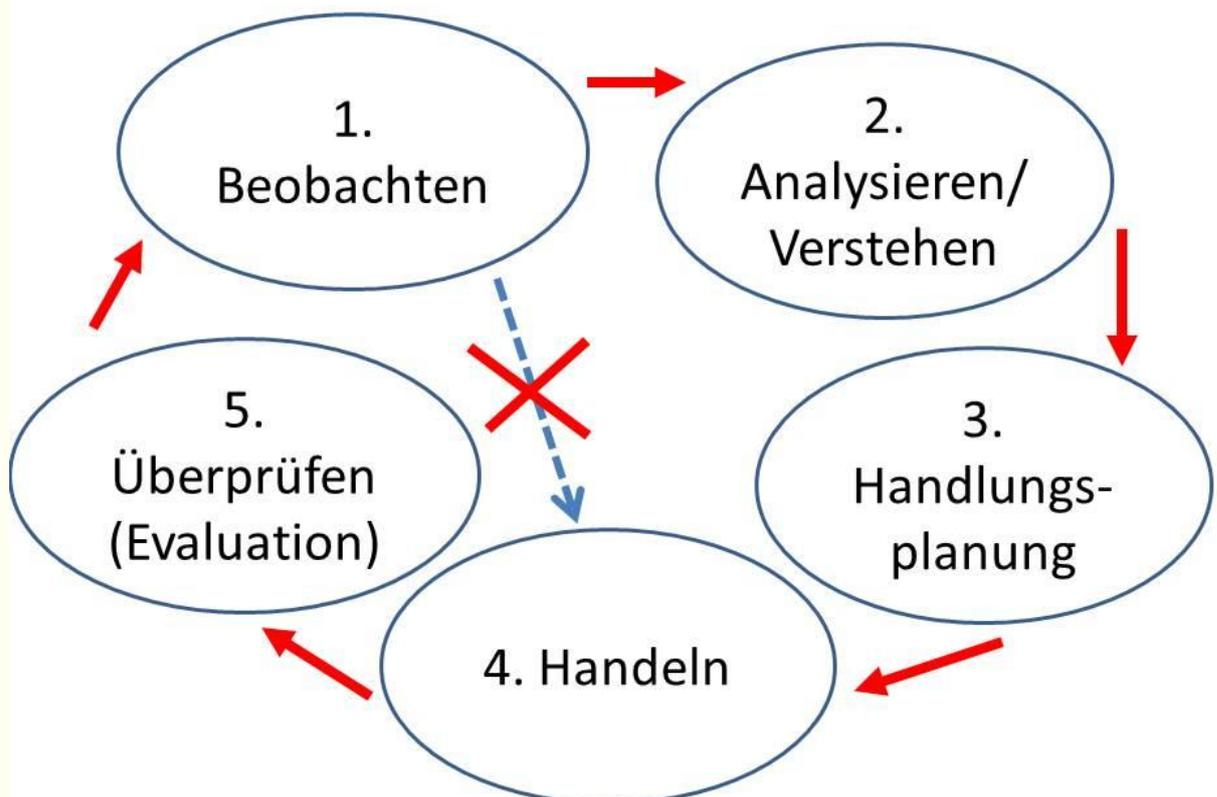 1.
Beobachten
2.
Analysieren/
Verstehen
3.
Handlungs-
planung
4. Handeln
5.
Überprüfen
(Evaluation)